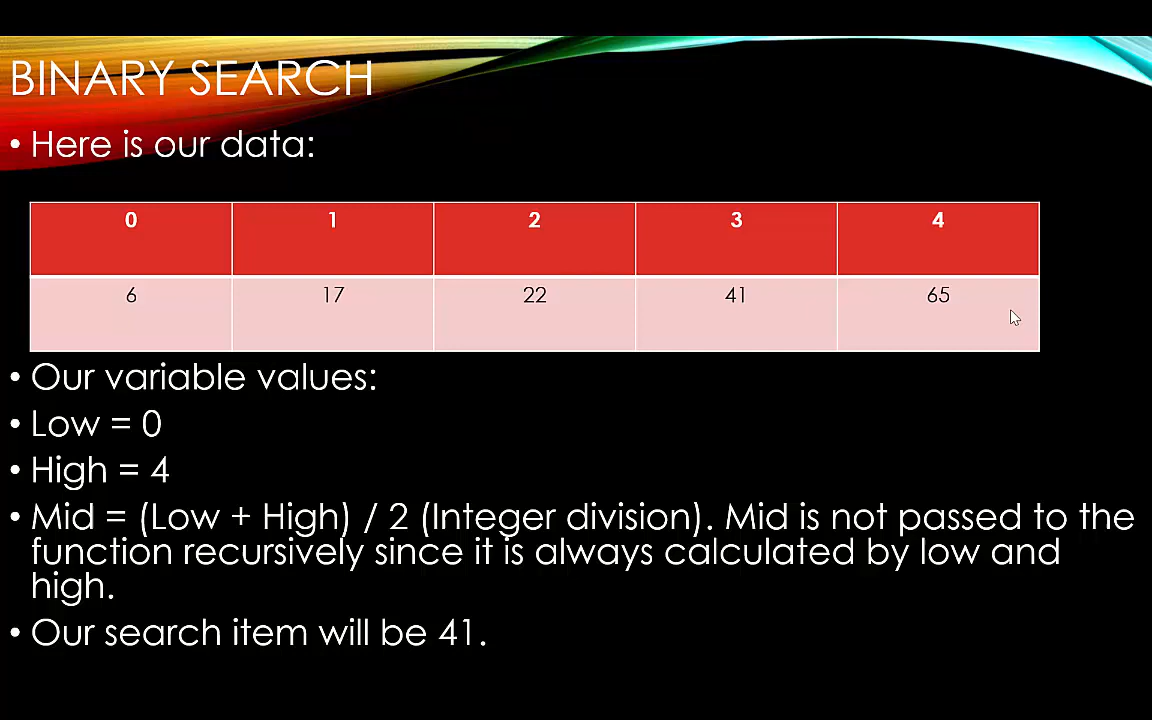 BINARY SEARCH
• Here is our data:
0 1 2 3 4
6 17 22 41 65
• Our variable values:
• Low = 0
• High = 4
• Mid = (Low + High) / 2 (Integer division). Mid is not passed to the
function recursively since it is always calculated by low and
high.
• Our search item will be 41.